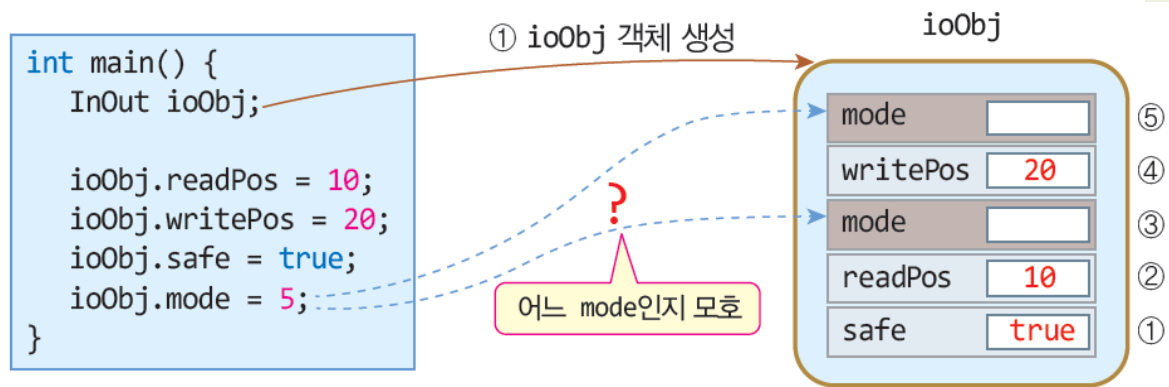 int main() {
InOut ioObj;
ioObj.readPos = 10;
ioObj.writePos = 20;
ioObj.safe = true;
ioObj.mode = 5;
}
① ioObj 객체 생성
?
어느 mode인지 모호
ioObj
mode ⑤
writePos 20 ④
mode ③
readPos 10 ②
safe true ①